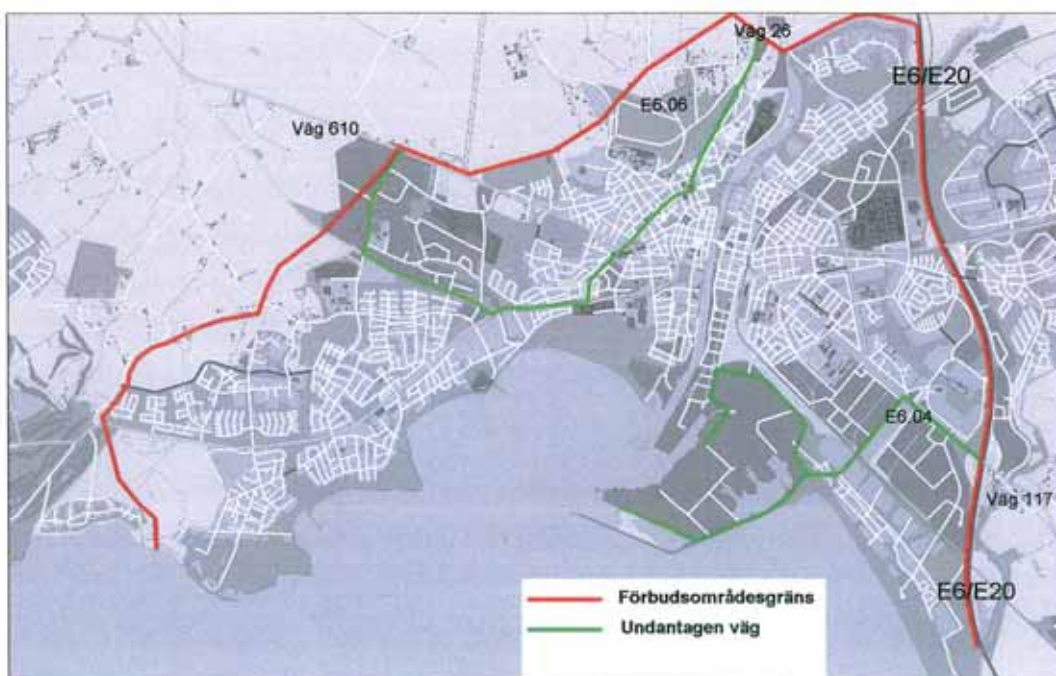 Väg 26
E6/E20
E6.06
Väg 610
E6.04
Väg 117
E6/E20
Förbudsområdesgräns
Undantagen väg